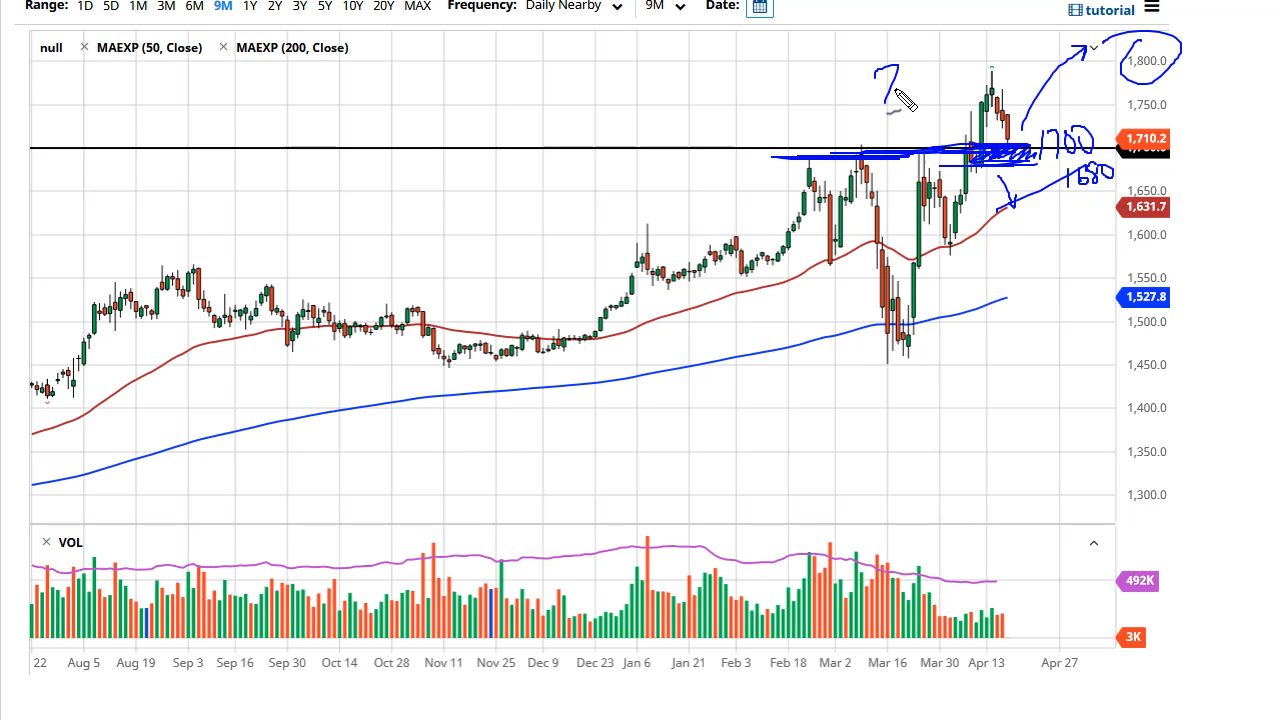 Range: 1D 5D 1M 3M 6M 9M 1Y 2Y 3Y 5Y 10Y 20Y MAX Frequency: Daily Nearby 9M Date: tutorial
null × MAEXP (50, Close) × MAEXP (200, Close)
1,800.0
1,750.0
1,710.2
1700
1680
1,650.0
1,631.7
1,600.0
1,550.0
1,527.8
1,500.0
1,450.0
1,400.0
1,350.0
1,300.0
× VOL
492K
3K
22 Aug 5 Aug 19 Sep 3 Sep 16 Sep 30 Oct 14 Oct 28 Nov 11 Nov 25 Dec 9 Dec 23 Jan 6 Jan 21 Feb 3 Feb 18 Mar 2 Mar 16 Mar 30 Apr 13 Apr 27